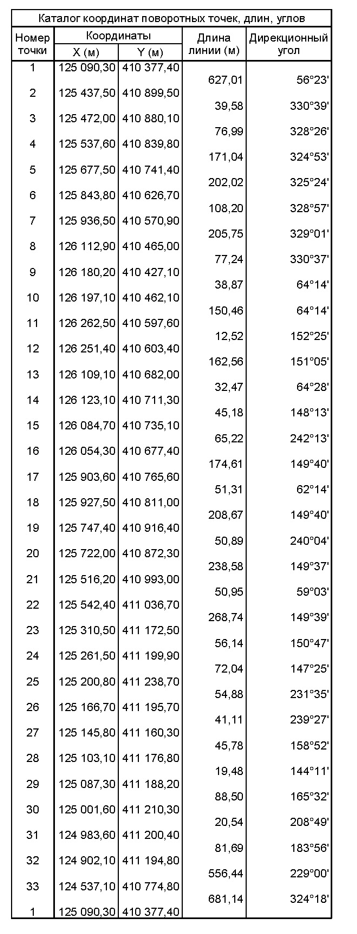 Каталог координат поворотных точек, длин, углов
Номер точки Координаты Длина линии (м) Дирекционный угол
X (м) Y (м)
1 125 090,30 410 377,40
627,01 56°23'
2 125 437,50 410 899,50
39,58 330°39'
3 125 472,00 410 880,10
76,99 328°26'
4 125 537,60 410 839,80
171,04 324°53'
5 125 677,50 410 741,40
202,02 325°24'
6 125 843,80 410 626,70
108,20 328°57'
7 125 936,50 410 570,90
205,75 329°01'
8 126 112,90 410 465,00
77,24 330°37'
9 126 180,20 410 427,10
38,87 64°14'
10 126 197,10 410 462,10
150,46 64°14'
11 126 262,50 410 597,60
12,52 152°25'
12 126 251,40 410 603,40
162,56 151°05'
13 126 109,10 410 682,00
32,47 64°28'
14 126 123,10 410 711,30
45,18 148°13'
15 126 084,70 410 735,10
65,22 242°13'
16 126 054,30 410 677,40
174,61 149°40'
17 125 903,60 410 765,60
51,31 62°14'
18 125 927,50 410 811,00
208,67 149°40'
19 125 747,40 410 916,40
50,89 240°04'
20 125 722,00 410 872,30
238,58 149°37'
21 125 516,20 410 993,00
50,95 59°03'
22 125 542,40 411 036,70
268,74 149°39'
23 125 310,50 411 172,50
56,14 150°47'
24 125 261,50 411 199,90
72,04 147°25'
25 125 200,80 411 238,70
54,88 231°35'
26 125 166,70 411 195,70
41,11 239°27'
27 125 145,80 411 160,30
45,78 158°52'
28 125 103,10 411 176,80
19,48 144°11'
29 125 087,30 411 188,20
88,50 165°32'
30 125 001,60 411 210,30
20,54 208°49'
31 124 983,60 411 200,40
81,69 183°56'
32 124 902,10 411 194,80
556,44 229°00'
33 124 537,10 410 774,80
681,14 324°18'
1 125 090,30 410 377,40